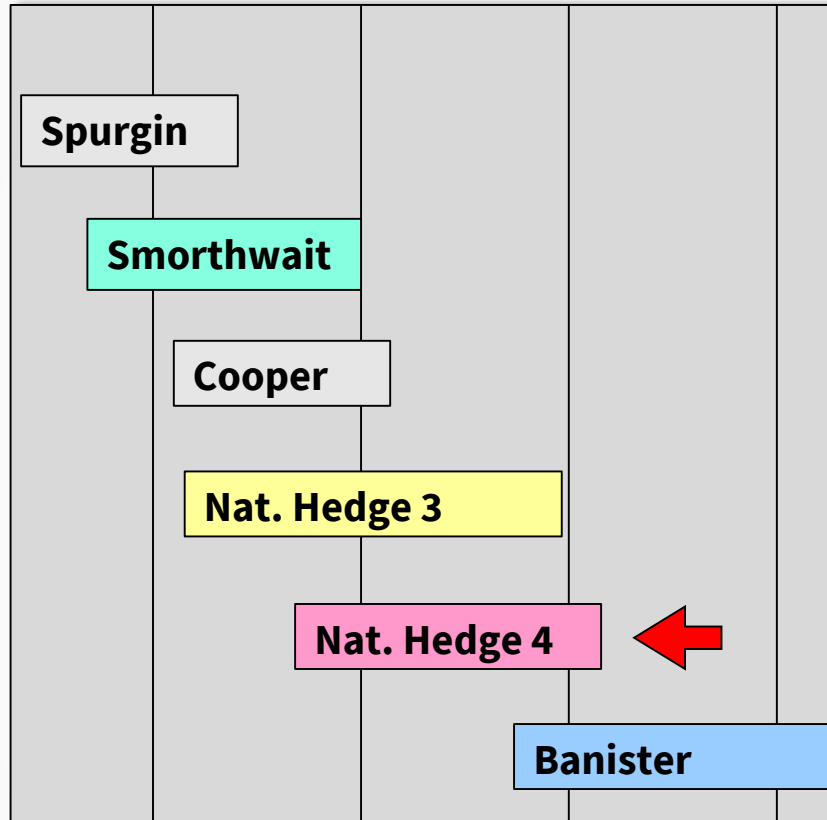 Spurgin
Smorthwait
Cooper
Nat. Hedge 3
Nat. Hedge 4
Banister